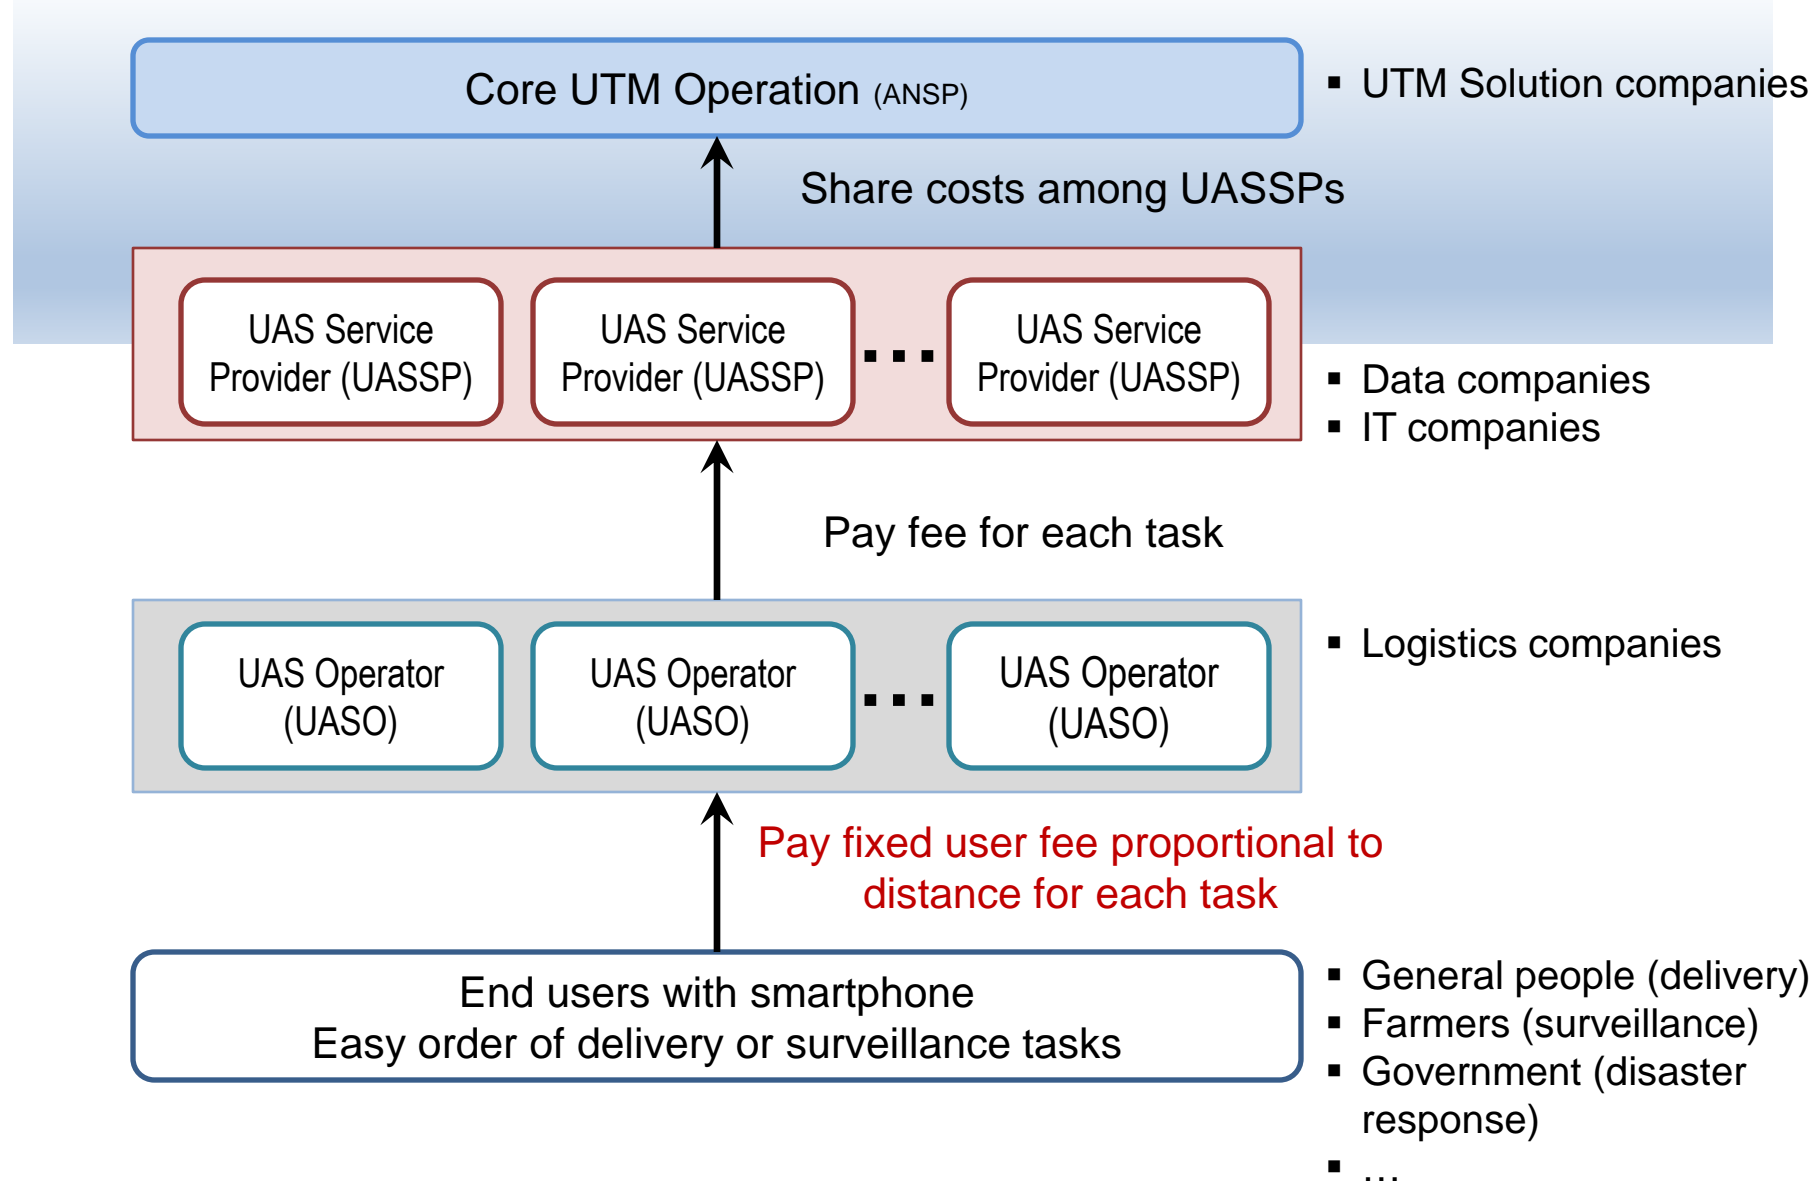 Core UTM Operation (ANSP)
▪ UTM Solution companies
Share costs among UASSPs
UAS Service
Provider (UASSP)
UAS Service
Provider (UASSP)
...
UAS Service
Provider (UASSP)
▪ Data companies
▪ IT companies
Pay fee for each task
UAS Operator
(UASO)
UAS Operator
(UASO)
...
UAS Operator
(UASO)
▪ Logistics companies
Pay fixed user fee proportional to
distance for each task
End users with smartphone
Easy order of delivery or surveillance tasks
▪ General people (delivery)
▪ Farmers (surveillance)
▪ Government (disaster
response)
▪ ...